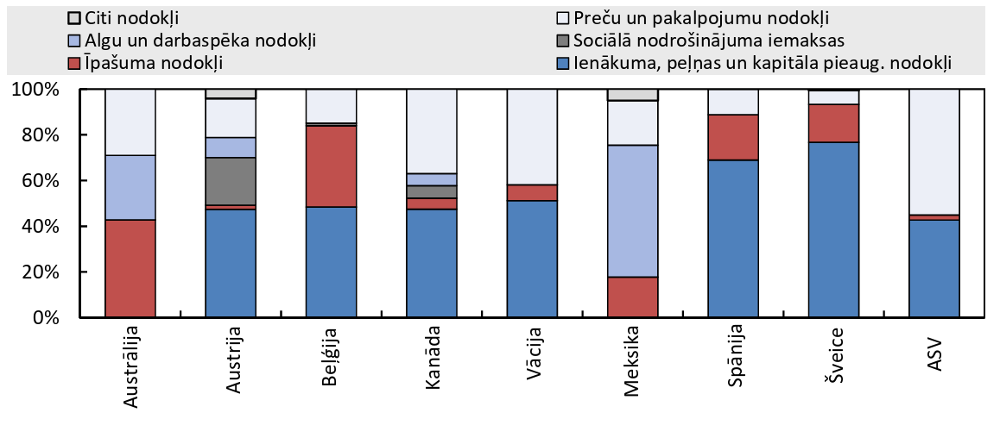 Citi nodokļi
Preču un pakalpojumu nodokļi
Algu un darbaspēka nodokļi
Sociālā nodrošinājuma iemaksas
Īpašuma nodokļi
Ienākuma, peļņas un kapitāla pieaug. nodokļi
100%
80%
60%
40%
20%
0%
Austrālija
Austrija
Beļģija
Kanāda
Vācija
Meksika
Spānija
Šveice
ASV